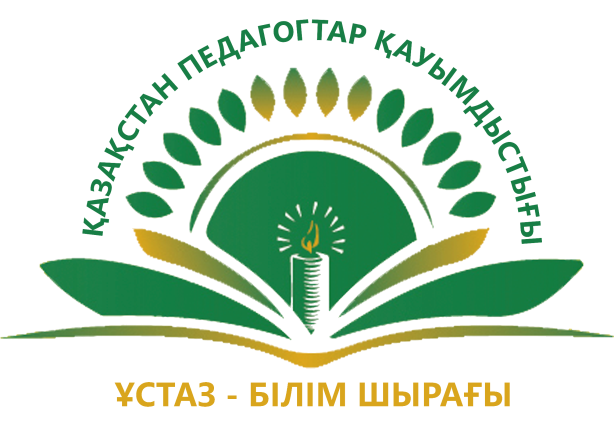 ҚАЗАҚСТАН ПЕДАГОГТАР ҚАУЫМДЫСТЫҒЫ
ҰСТАЗ - БІЛІМ ШЫРАҒЫ